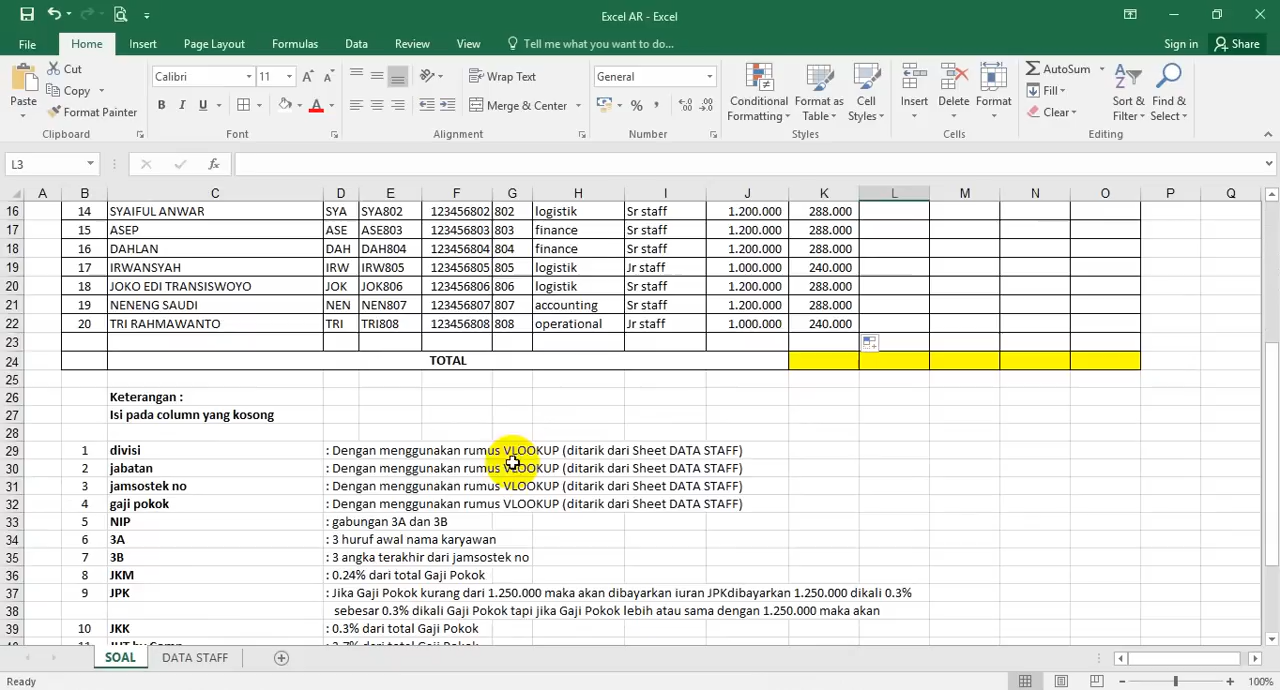 Excel AR - Excel
File Home Insert Page Layout Formulas Data Review View Tell me what you want to do... Sign in Share
Paste Cut Copy Format Painter Clipboard
Calibri 11 B I U A Font
Wrap Text Merge & Center Alignment
General % Number
Conditional Formatting Format as Table Cell Styles Styles
Insert Delete Format Cells
AutoSum Fill Clear Sort & Filter Find & Select Editing
L3 fx
A B C D E F G H I J K L M N O P Q
16 14 SYAIFUL ANWAR SYA SYA802 123456802 802 logistik Sr staff 1.200.000 288.000
17 15 ASEP ASE ASE803 123456803 803 finance Sr staff 1.200.000 288.000
18 16 DAHLAN DAH DAH804 123456804 804 finance Sr staff 1.200.000 288.000
19 17 IRWANSYAH IRW IRW805 123456805 805 logistik Jr staff 1.000.000 240.000
20 18 JOKO EDI TRANSISWOYO JOK JOK806 123456806 806 logistik Sr staff 1.200.000 288.000
21 19 NENENG SAUDI NEN NEN807 123456807 807 accounting Sr staff 1.200.000 288.000
22 20 TRI RAHMAWANTO TRI TRI808 123456808 808 operational Jr staff 1.000.000 240.000
23
24 TOTAL
25
26 Keterangan :
27 Isi pada column yang kosong
28
29 1 divisi : Dengan menggunakan rumus VLOOKUP (ditarik dari Sheet DATA STAFF)
30 2 jabatan : Dengan menggunakan rumus VLOOKUP (ditarik dari Sheet DATA STAFF)
31 3 jamsostek no : Dengan menggunakan rumus VLOOKUP (ditarik dari Sheet DATA STAFF)
32 4 gaji pokok : Dengan menggunakan rumus VLOOKUP (ditarik dari Sheet DATA STAFF)
33 5 NIP : gabungan 3A dan 3B
34 6 3A : 3 huruf awal nama karyawan
35 7 3B : 3 angka terakhir dari jamsostek no
36 8 JKM : 0.24% dari total Gaji Pokok
37 9 JPK : Jika Gaji Pokok kurang dari 1.250.000 maka akan dibayarkan iuran JPKdibayarkan 1.250.000 dikali 0.3%
38 sebesar 0.3% dikali Gaji Pokok tapi jika Gaji Pokok lebih atau sama dengan 1.250.000 maka akan
39 10 JKK : 0.3% dari total Gaji Pokok
SOAL DATA STAFF
Ready 100%